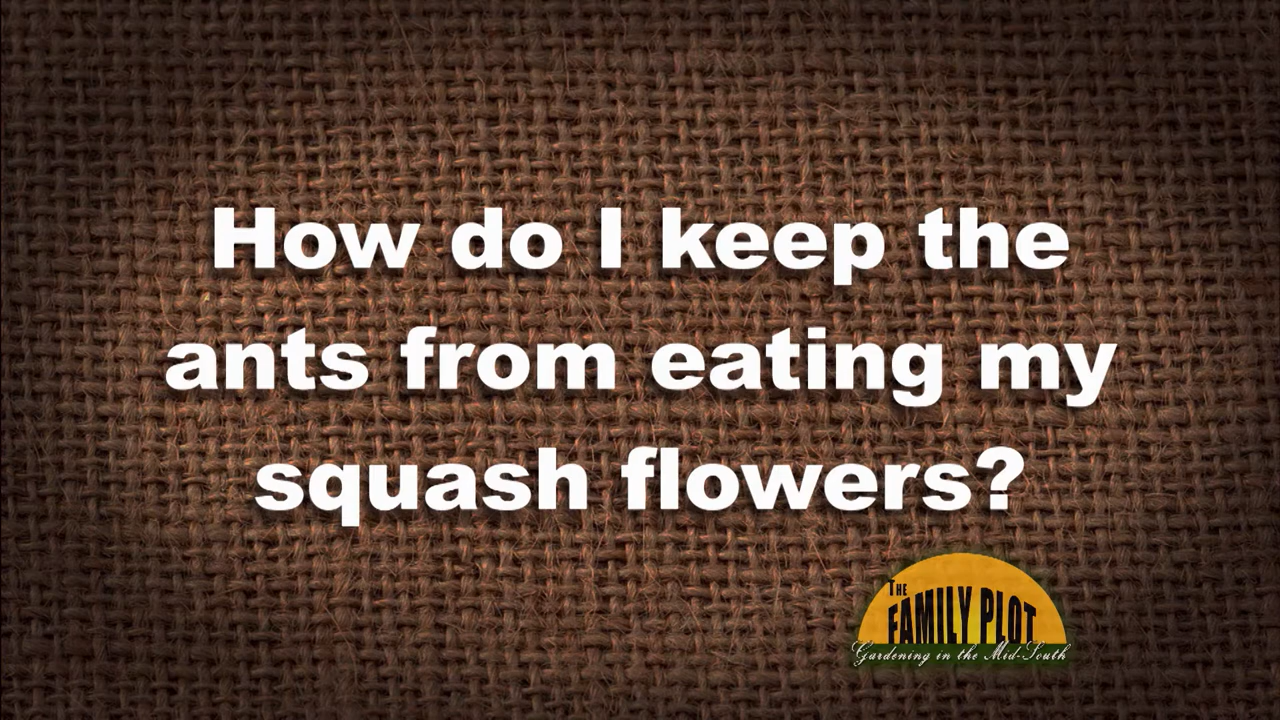 How do I keep the
ants from eating my
squash flowers?
THE
FAMILY PLOT
Gardening in the Mid-South